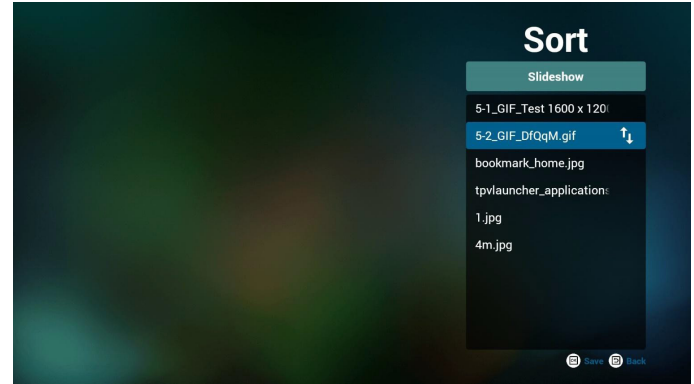 Sort
Slideshow
5-1_GIF_Test 1600 x 120
5-2_GIF_DfQqM.gif
bookmark_home.jpg
tpvlauncher_applications
1.jpg
4m.jpg
Save Back